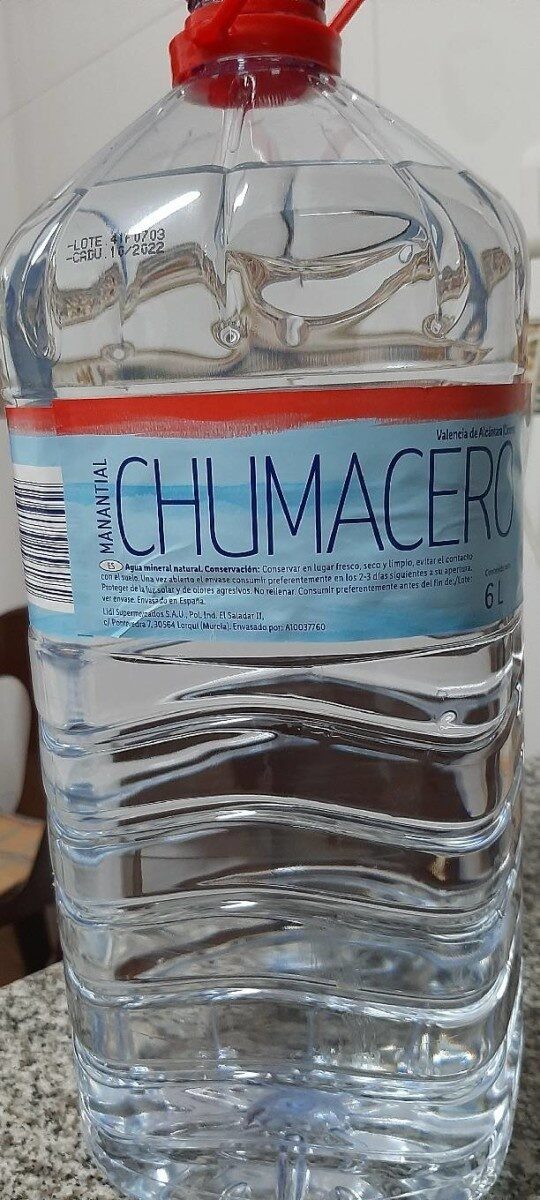 -LOTE 41F0703
-CADU.10/2022
Valencia de Alcántara
MANANTIAL
CHUMACERO
ES Agua mineral natural. Conservación: Conservar en lugar fresco, seco y limpio, evitar el contacto
con el suelo. Una vez abierto el envase consumir preferentemente en los 2-3 días siguientes a su apertura.
Proteger de la luz solar y de olores agresivos. No rellenar. Consumir preferentemente antes del fin de/Lote:
ver envase. Envasado en España.
Lidl Supermercados S.A.U., Pol. Ind. El Saladar II,
c/ Pontevedra 7, 30564 Lorquí (Murcia). Envasado por: A10037760
6 L